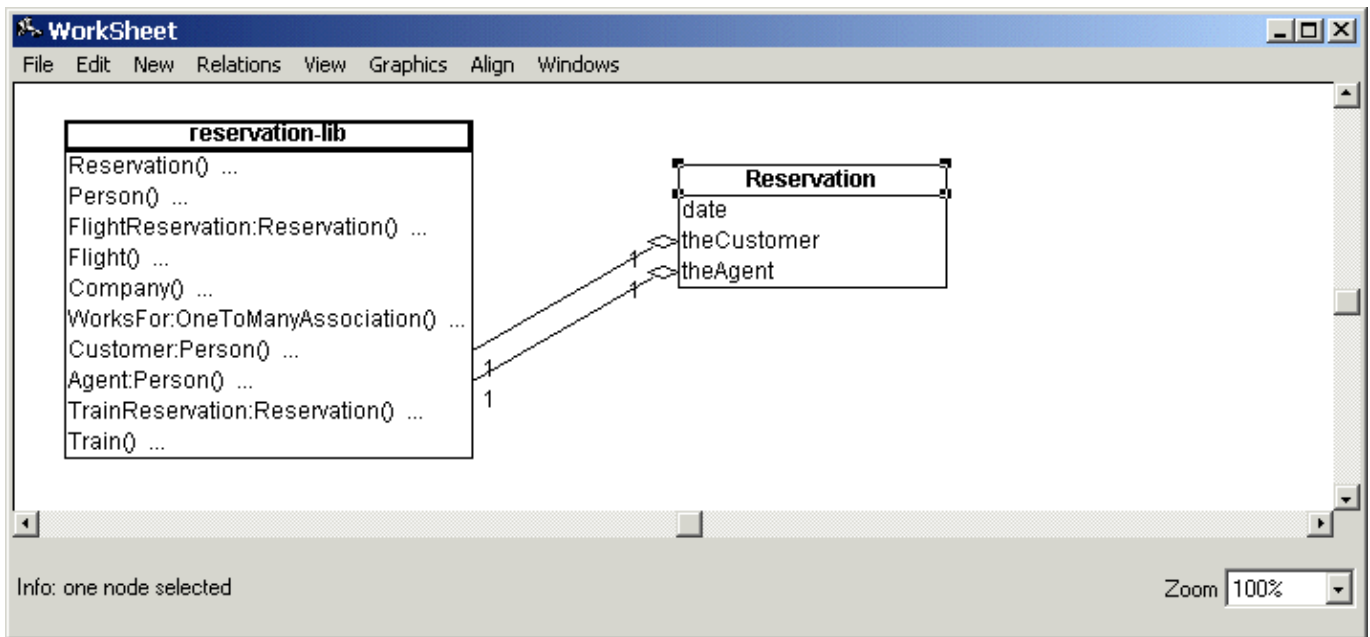 WorkSheet
File Edit New Relations View Graphics Align Windows
reservation-lib
Reservation() ...
Person() ...
FlightReservation:Reservation() ...
Flight() ...
Company() ...
WorksFor:OneToManyAssociation() ...
Customer:Person() ...
Agent:Person() ...
TrainReservation:Reservation() ...
Train() ...
Reservation
date
theCustomer
theAgent
1
1
1
1
Info: one node selected
Zoom 100%